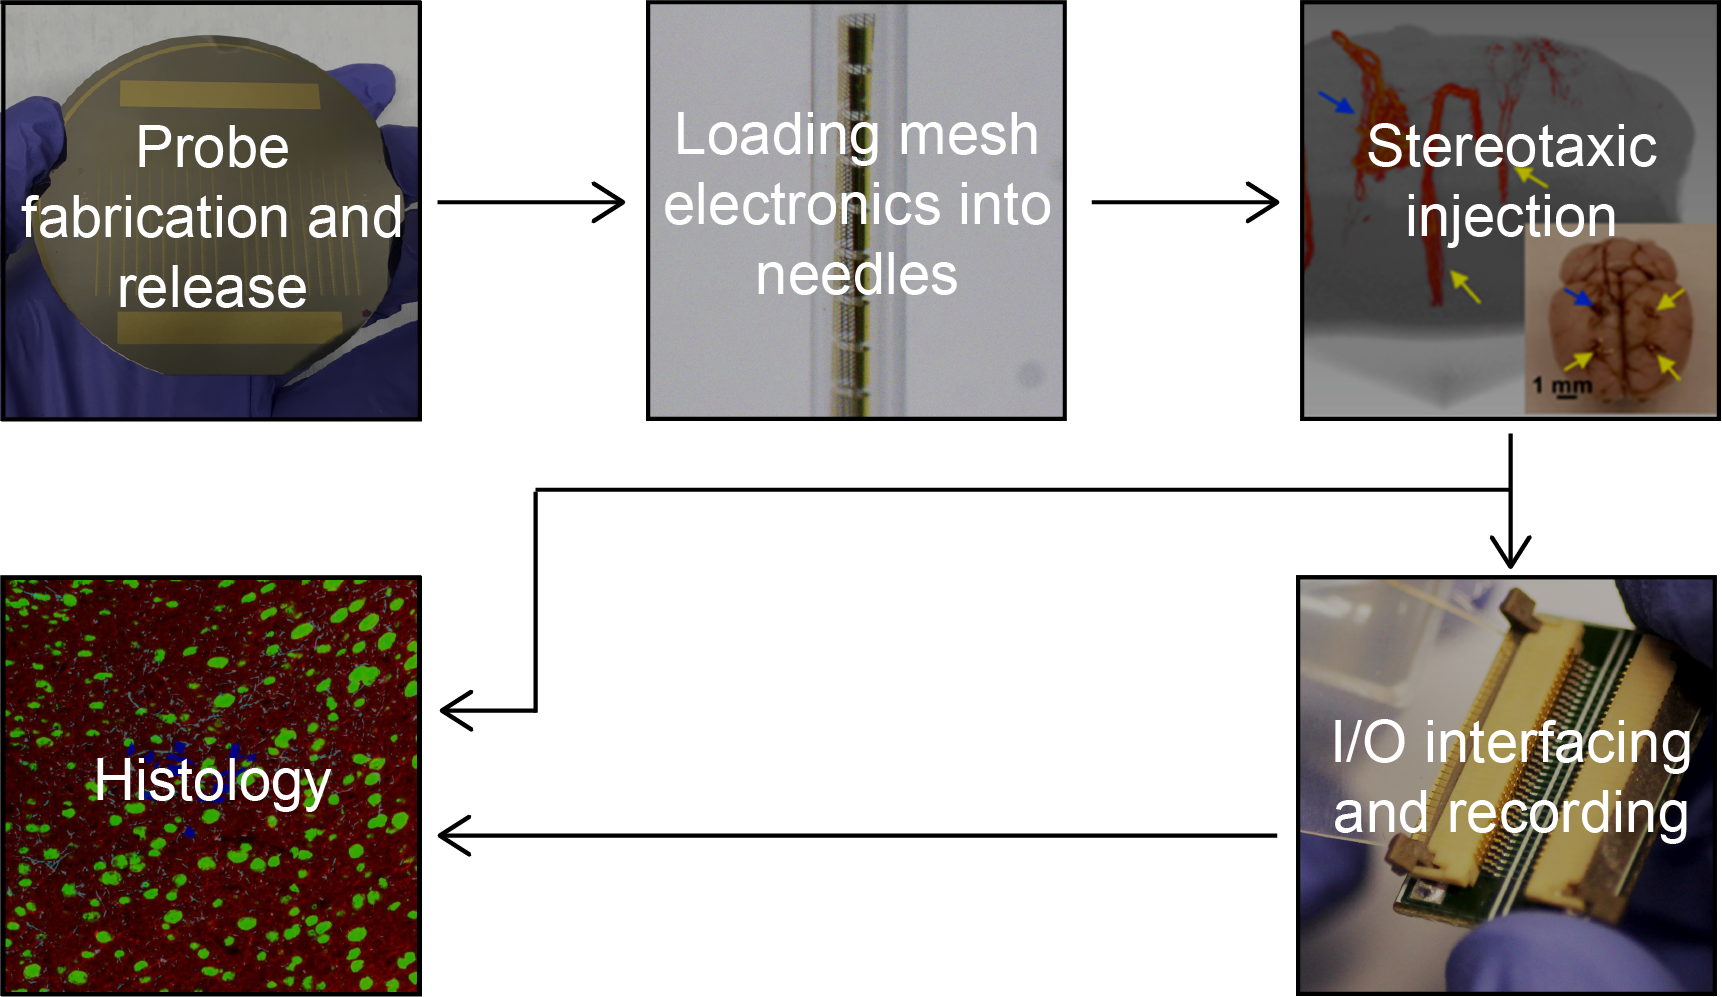 Probe
fabrication and
release
Loading mesh
electronics into
needles
Stereotaxic
injection
1 mm
Histology
I/O interfacing
and recording